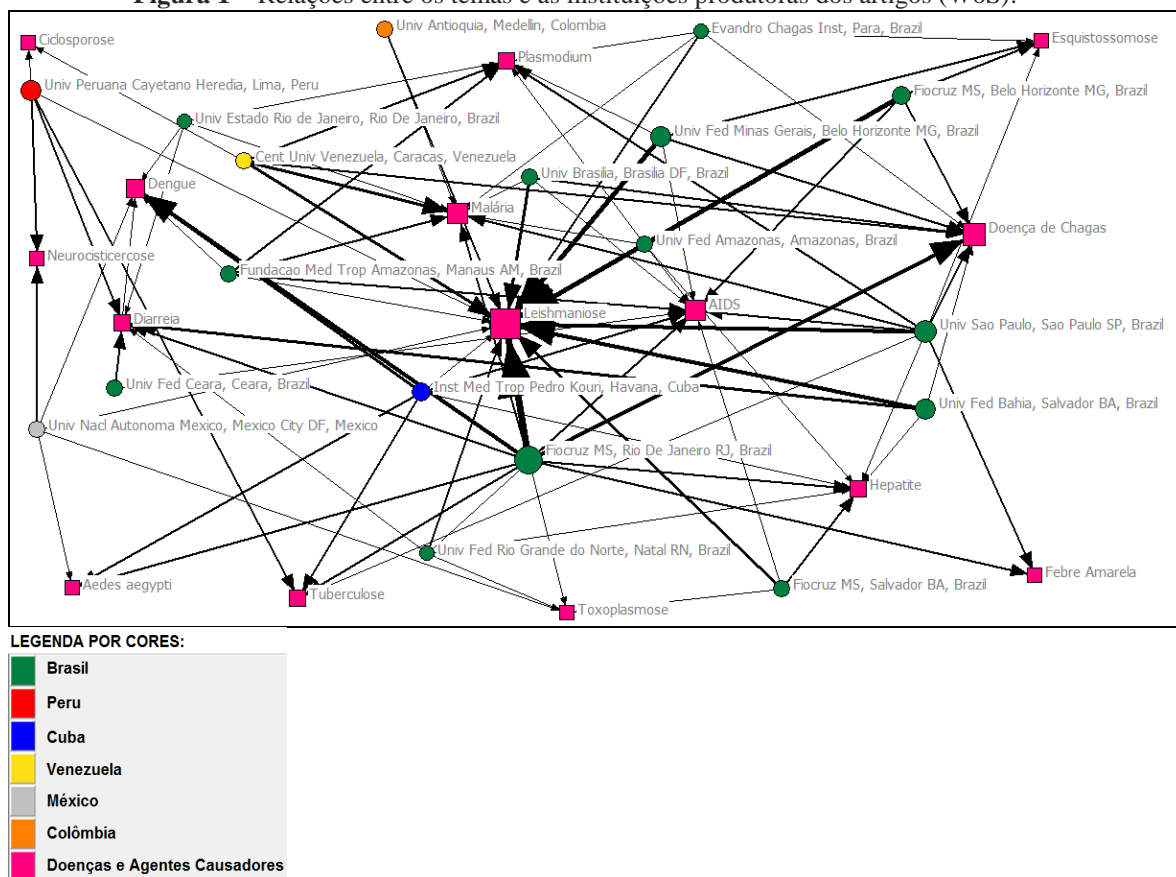 Figura 1 – Relações entre os temas e as instituições produtoras dos artigos (WoS).
Univ Antioquia, Medellin, Colombia
Evandro Chagas Inst, Para, Brazil
Ciclosporose
Esquistossomose
Plasmodium
Univ Peruana Cayetano Heredia, Lima, Peru
Fiocruz MS, Belo Horizonte MG, Brazil
Univ Estado Rio de Janeiro, Rio De Janeiro, Brazil
Univ Fed Minas Gerais, Belo Horizonte MG, Brazil
Cent Univ Venezuela, Caracas, Venezuela
Univ Brasilia, Brasilia DF, Brazil
Dengue
Malária
Doença de Chagas
Univ Fed Amazonas, Amazonas, Brazil
Neurocisticercose
Fundacao Med Trop Amazonas, Manaus AM, Brazil
AIDS
Leishmaniose
Diarreia
Univ Sao Paulo, Sao Paulo SP, Brazil
Univ Fed Ceara, Ceara, Brazil
Inst Med Trop Pedro Kouri, Havana, Cuba
Univ Fed Bahia, Salvador BA, Brazil
Univ Nacl Autonoma Mexico, Mexico City DF, Mexico
Fiocruz MS, Rio De Janeiro RJ, Brazil
Hepatite
Univ Fed Rio Grande do Norte, Natal RN, Brazil
Febre Amarela
Aedes aegypti
Fiocruz MS, Salvador BA, Brazil
Tuberculose
Toxoplasmose
LEGENDA POR CORES:
Brasil
Peru
Cuba
Venezuela
México
Colômbia
Doenças e Agentes Causadores